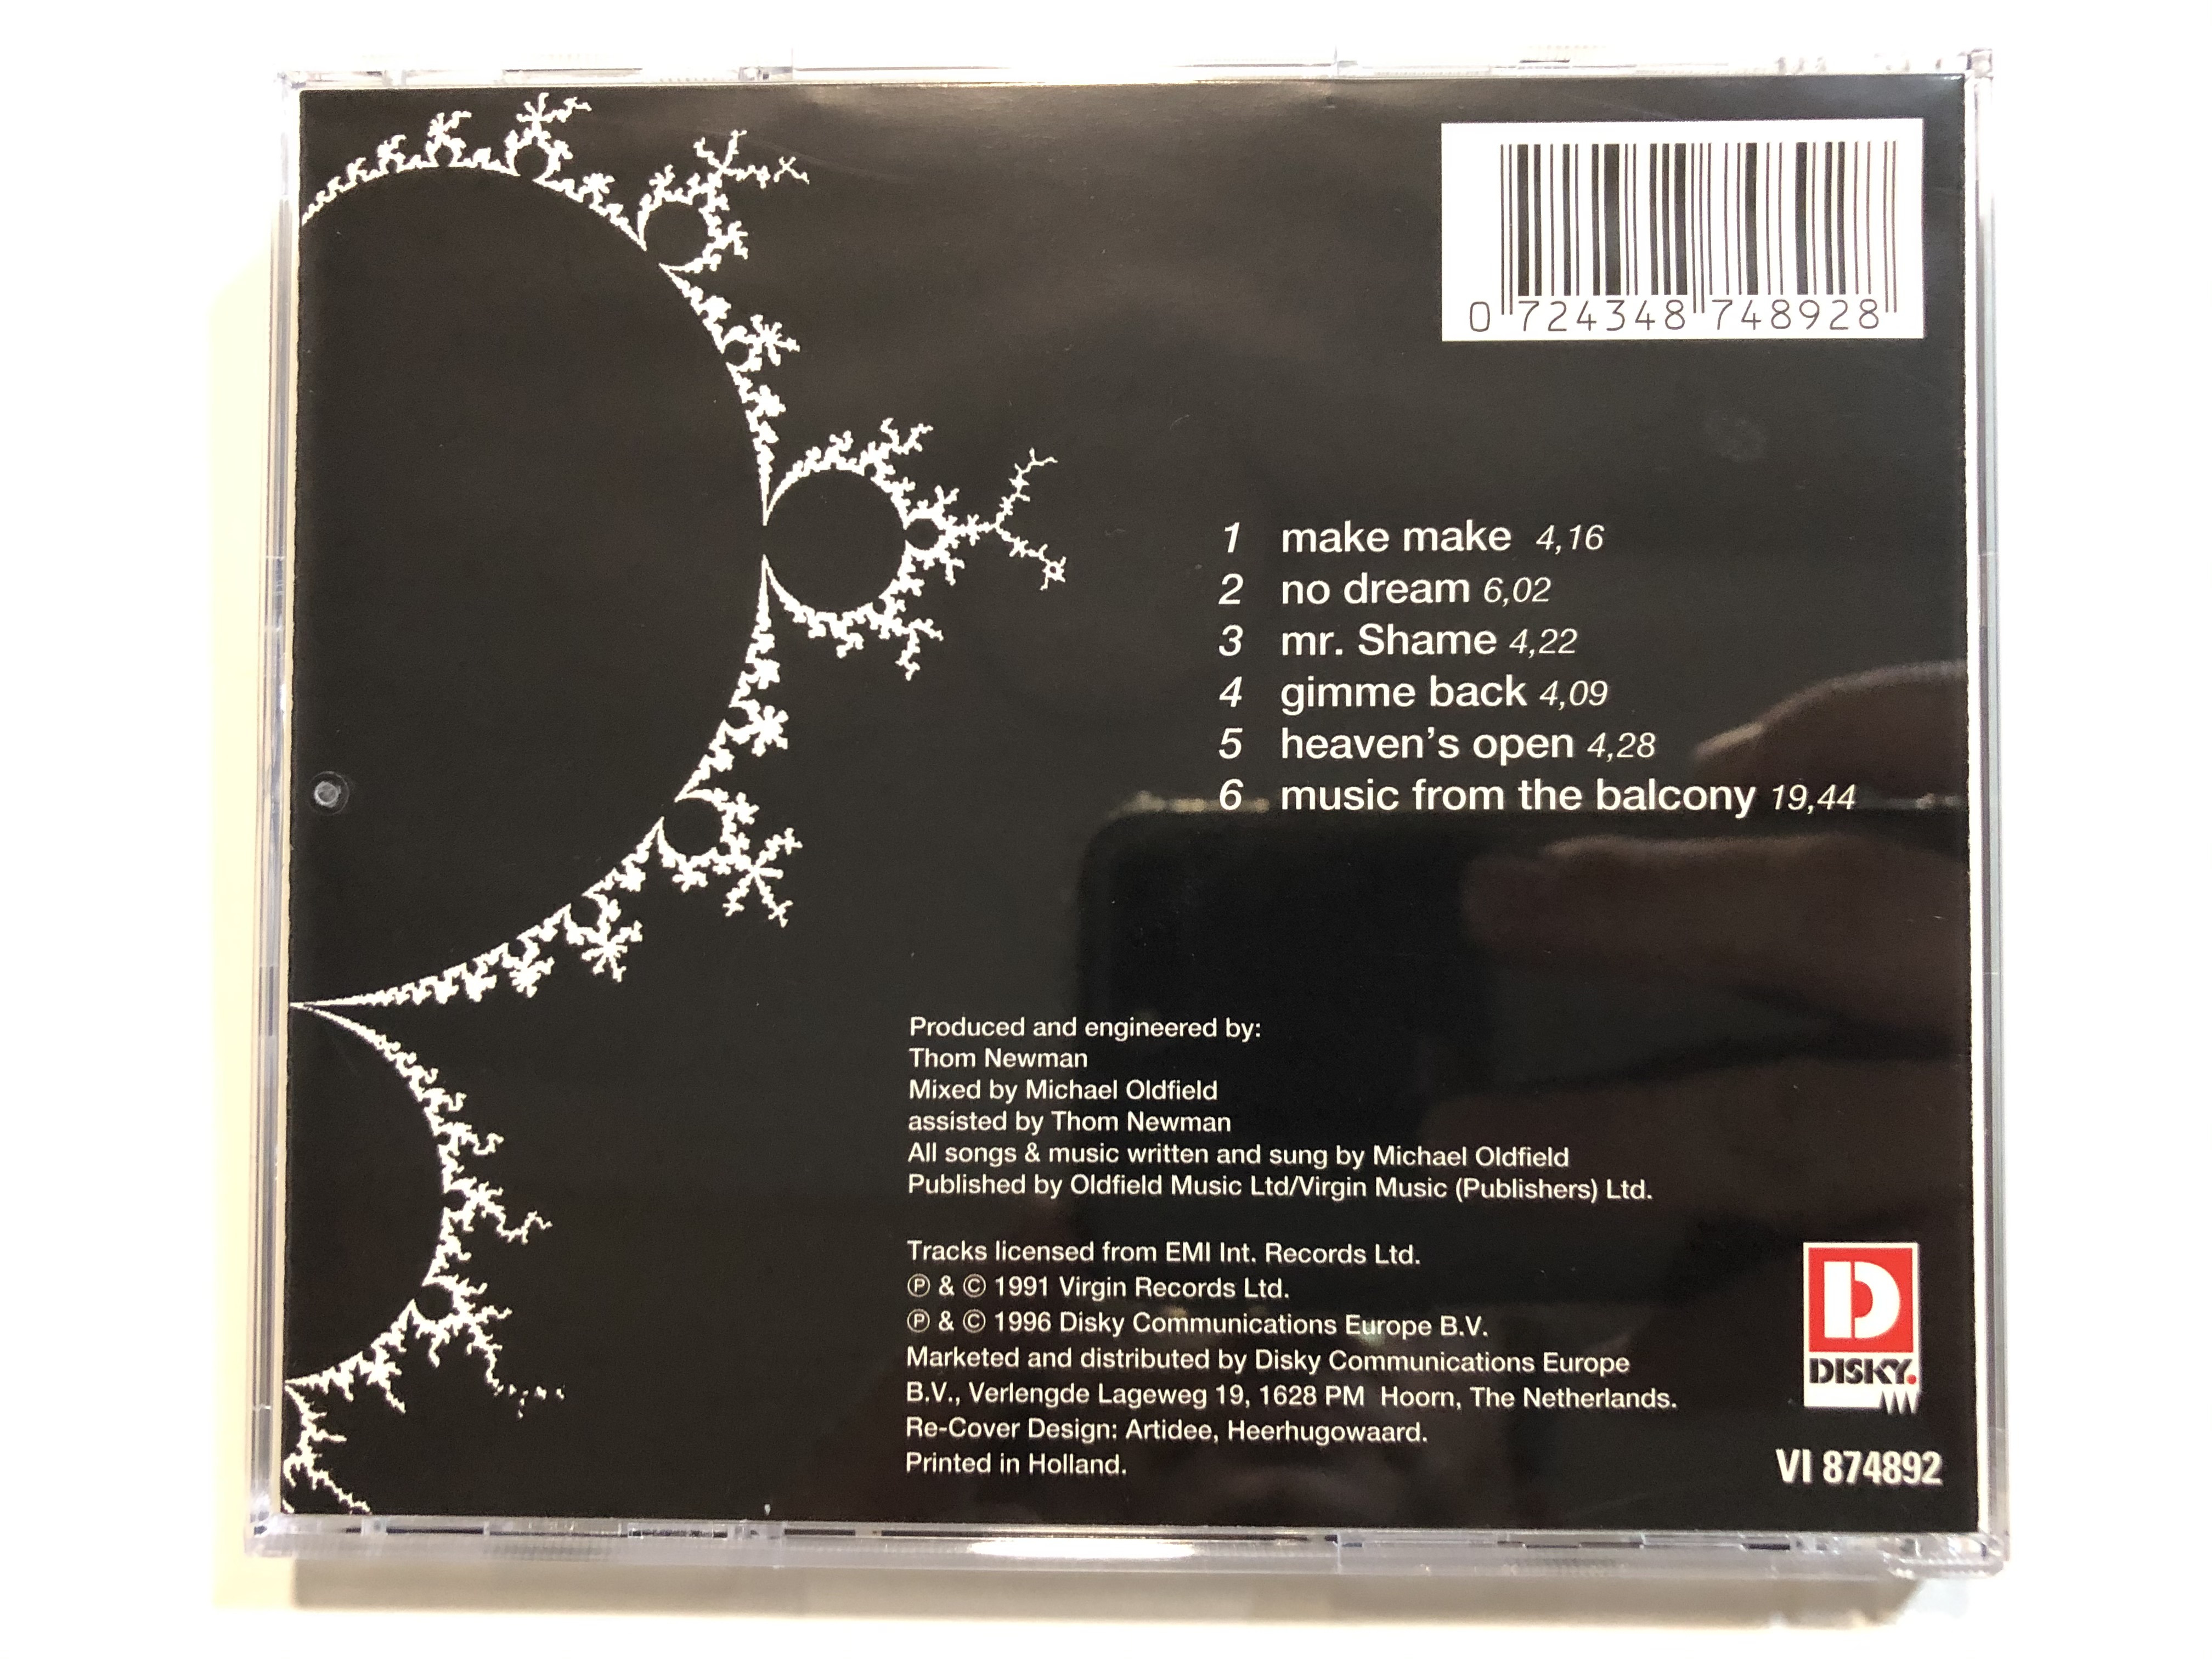 0 724348 748928
1 make make 4,16
2 no dream 6,02
3 mr. Shame 4,22
4 gimme back 4,09
5 heaven's open 4,28
6 music from the balcony 19,44
Produced and engineered by:
Thom Newman
Mixed by Michael Oldfield
assisted by Thom Newman
All songs & music written and sung by Michael Oldfield
Published by Oldfield Music Ltd/Virgin Music (Publishers) Ltd.
Tracks licensed from EMI Int. Records Ltd.
℗ & © 1991 Virgin Records Ltd.
℗ & © 1996 Disky Communications Europe B.V.
Marketed and distributed by Disky Communications Europe
B.V., Verlengde Lageweg 19, 1628 PM Hoorn, The Netherlands.
Re-Cover Design: Artidee, Heerhugowaard.
Printed in Holland.
D
DISKY.
VI 874892